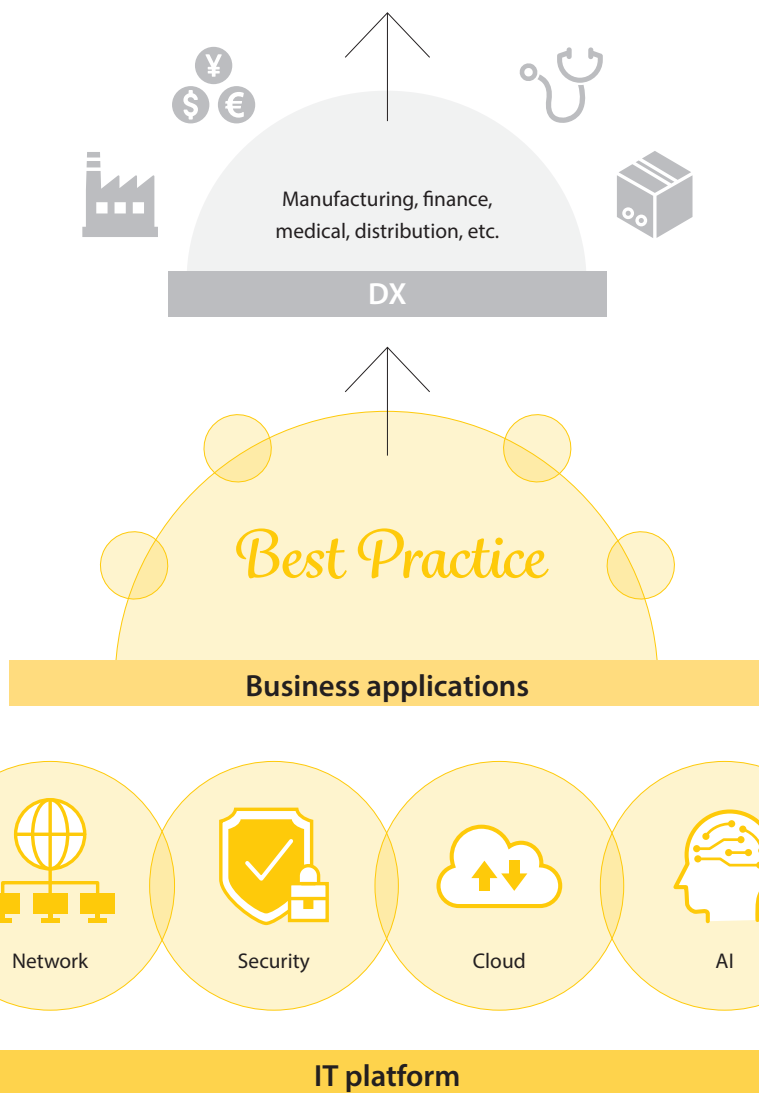 ¥
$ €
Manufacturing, finance,
medical, distribution, etc.
DX
Best Practice
Business applications
Network Security Cloud AI
IT platform